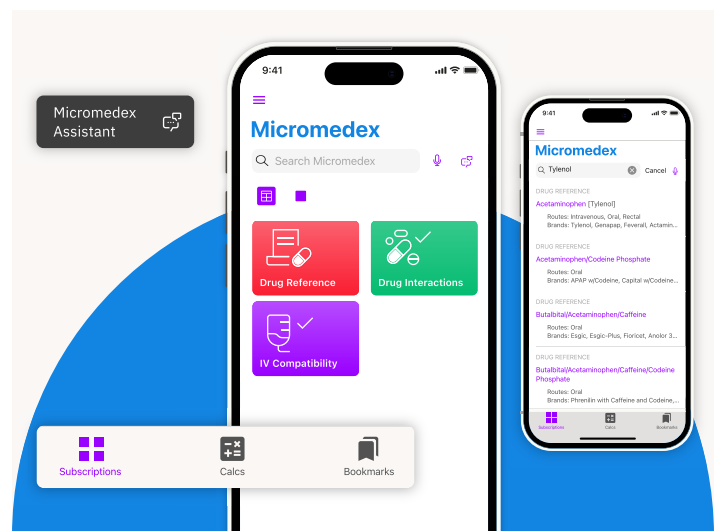 Micromedex
Assistant
9:41
Micromedex
Search Micromedex
Drug Reference
Drug Interactions
IV Compatibility
Subscriptions
Calcs
Bookmarks
9:41
Micromedex
Tylenol
Cancel
DRUG REFERENCE
Acetaminophen [Tylenol]
Routes: Intravenous, Oral, Rectal
Brands: Tylenol, Genapap, Feverall, Actamin...
DRUG REFERENCE
Acetaminophen/Codeine Phosphate
Routes: Oral
Brands: APAP w/Codeine, Capital w/Codeine...
DRUG REFERENCE
Butalbital/Acetaminophen/Caffeine
Routes: Oral
Brands: Esgic, Esgic-Plus, Fioricet, Anolor 3...
DRUG REFERENCE
Butalbital/Acetaminophen/Caffeine/Codeine
Phosphate
Routes: Oral
Brands: Phrenilin with Caffeine and Codeine,...
Subscriptions
Calcs
Bookmarks